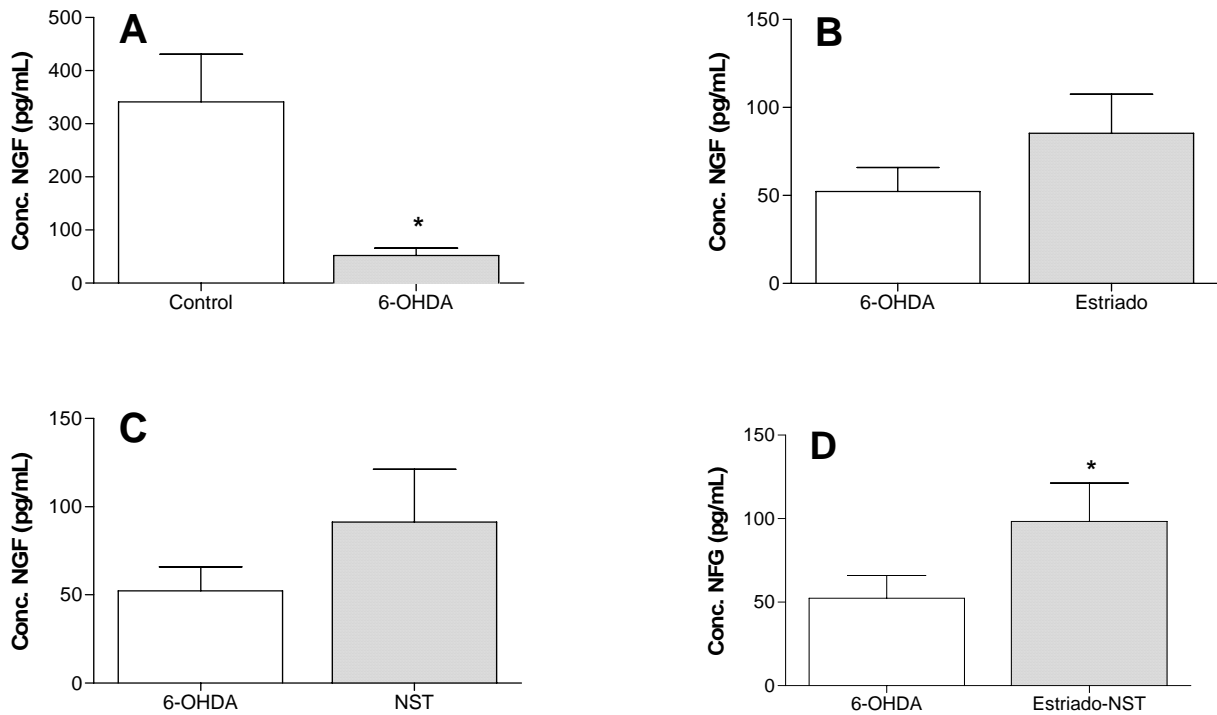 A
Conc. NGF (pg/mL)
500
400
300
200
100
0
*
Control
6-OHDA
B
Conc. NGF (pg/mL)
150
100
50
0
6-OHDA
Estriado
C
Conc. NGF (pg/mL)
150
100
50
0
6-OHDA
NST
D
Conc. NFG (pg/mL)
150
100
50
0
*
6-OHDA
Estriado-NST